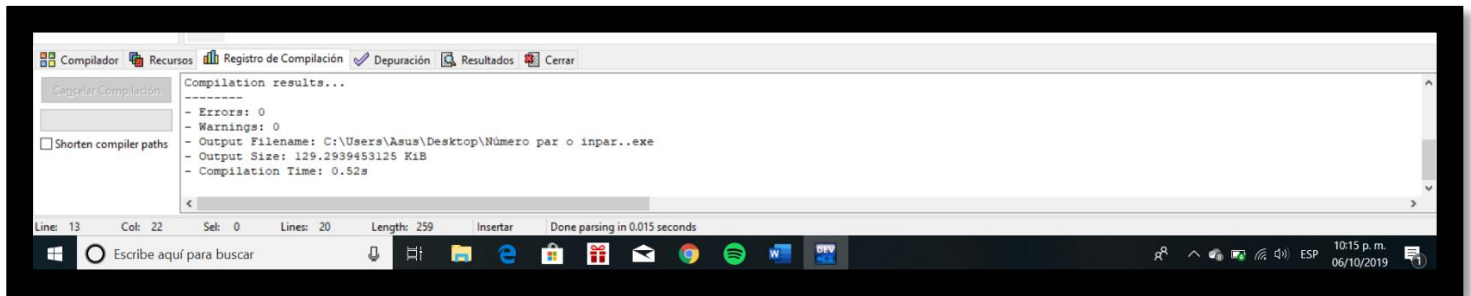 Compilador Recursos Registro de Compilación Depuración Resultados Cerrar
Cancelar Compilación
Shorten compiler paths
Compilation results...
--------
- Errors: 0
- Warnings: 0
- Output Filename: C:\Users\Asus\Desktop\Número par o inpar..exe
- Output Size: 129.2939453125 KiB
- Compilation Time: 0.52s
Line: 13 Col: 22 Sel: 0 Lines: 20 Length: 259 Insertar Done parsing in 0.015 seconds
Escribe aquí para buscar
DEV
ESP
10:15 p. m.
06/10/2019
1